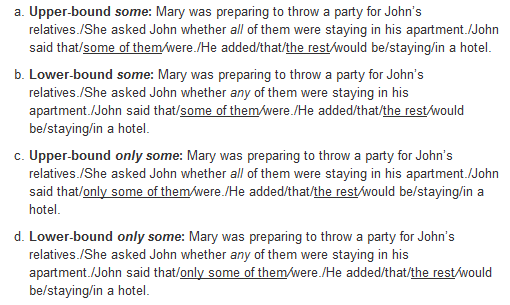 a. Upper-bound some: Mary was preparing to throw a party for John's
relatives./She asked John whether all of them were staying in his apartment./John
said that/some of them/were./He added/that/the rest/would be/staying/in a hotel.
b. Lower-bound some: Mary was preparing to throw a party for John's
relatives./She asked John whether any of them were staying in his
apartment./John said that/some of them/were./He added/that/the rest/would
be/staying/in a hotel.
c. Upper-bound only some: Mary was preparing to throw a party for John's
relatives./She asked John whether all of them were staying in his apartment./John
said that/only some of them/were./He added/that/the rest/would be/staying/in a
hotel.
d. Lower-bound only some: Mary was preparing to throw a party for John's
relatives./She asked John whether any of them were staying in his
apartment./John said that/only some of them/were./He added/that/the rest/would
be/staying/in a hotel.